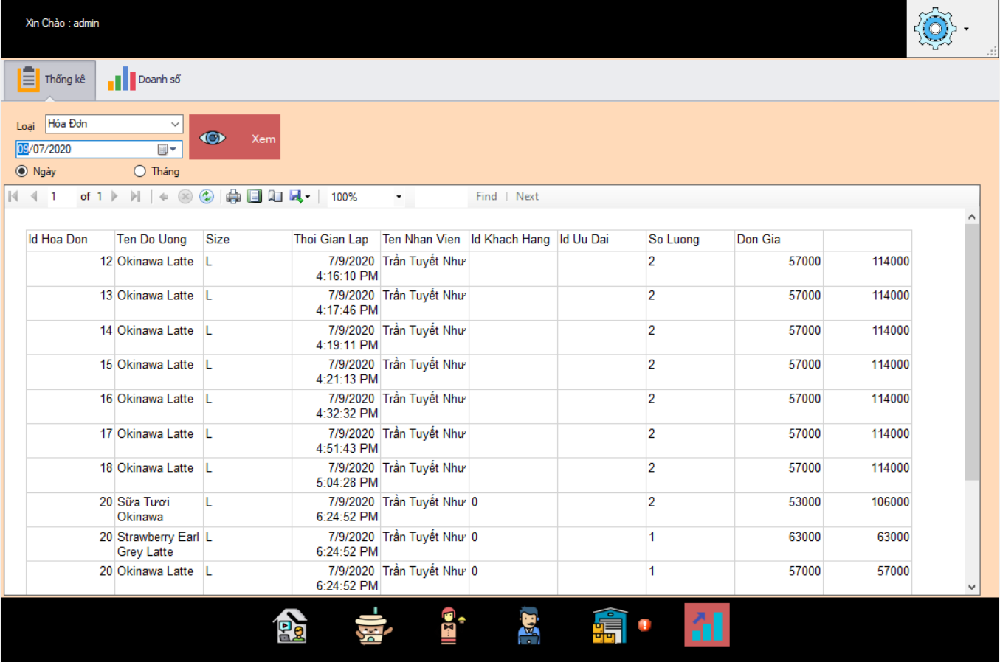 Xin Chào : admin
Thống kê
Doanh số
Loại
Hóa Đơn
Xem
09/07/2020
Ngày
Tháng
1 of 1
100%
Find | Next
Id Hoa Don Ten Do Uong Size Thoi Gian Lap Ten Nhan Vien Id Khach Hang Id Uu Dai So Luong Don Gia
12 Okinawa Latte L 7/9/2020 Trần Tuyết Như 2 57000 114000
4:16:10 PM
13 Okinawa Latte L 7/9/2020 Trần Tuyết Như 2 57000 114000
4:17:46 PM
14 Okinawa Latte L 7/9/2020 Trần Tuyết Như 2 57000 114000
4:19:11 PM
15 Okinawa Latte L 7/9/2020 Trần Tuyết Như 2 57000 114000
4:21:13 PM
16 Okinawa Latte L 7/9/2020 Trần Tuyết Như 2 57000 114000
4:32:32 PM
17 Okinawa Latte L 7/9/2020 Trần Tuyết Như 2 57000 114000
4:51:43 PM
18 Okinawa Latte L 7/9/2020 Trần Tuyết Như 2 57000 114000
5:04:28 PM
20 Sữa Tươi L 7/9/2020 Trần Tuyết Như 0 2 53000 106000
Okinawa 6:24:52 PM
20 Strawberry Earl L 7/9/2020 Trần Tuyết Như 0 1 63000 63000
Grey Latte 6:24:52 PM
20 Okinawa Latte L 7/9/2020 Trần Tuyết Như 0 1 57000 57000
6:24:52 PM